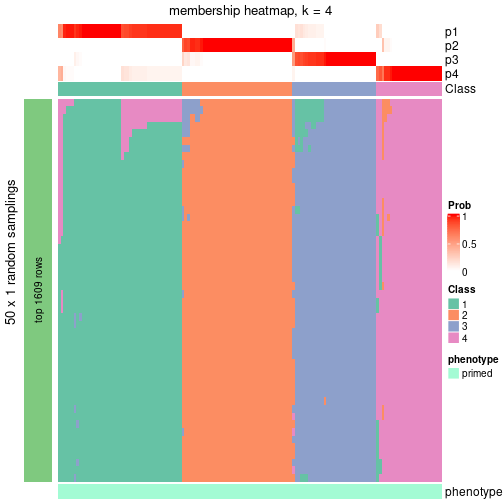 membership heatmap, k = 4
p1
p2
p3
p4
Class
50 x 1 random samplings
top 1609 rows
Prob
1
0.5
0
Class
1
2
3
4
phenotype
primed
phenotype